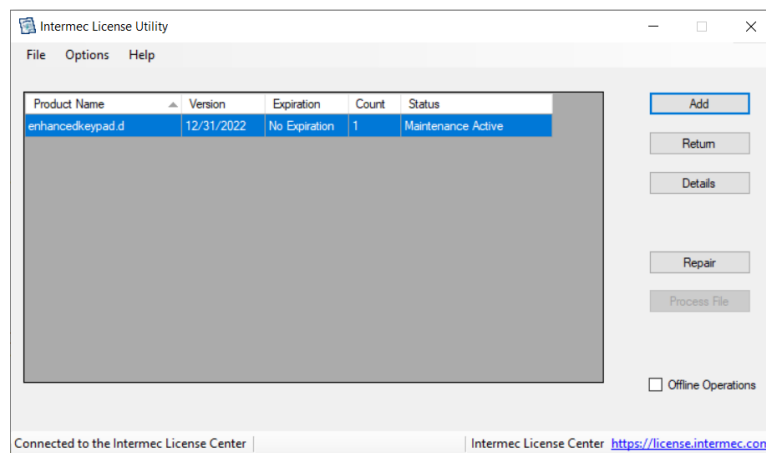 Intermec License Utility
File Options Help
Product Name Version Expiration Count Status
enhancedkeypad.d 12/31/2022 No Expiration 1 Maintenance Active
Add
Return
Details
Repair
Process File
Offline Operations
Connected to the Intermec License Center Intermec License Center https://license.intermec.con